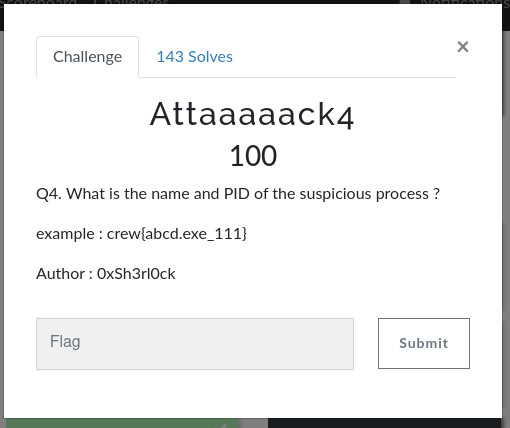 Challenge
143 Solves
×
Attaaaaaack4
100
Q4. What is the name and PID of the suspicious process ?
example : crew{abcd.exe_111}
Author : 0xSh3rl0ck
Flag
Submit